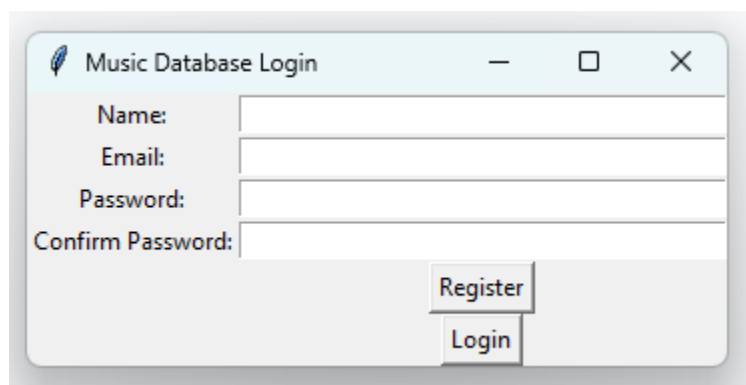 Music Database Login
Name:
Email:
Password:
Confirm Password:
Register
Login